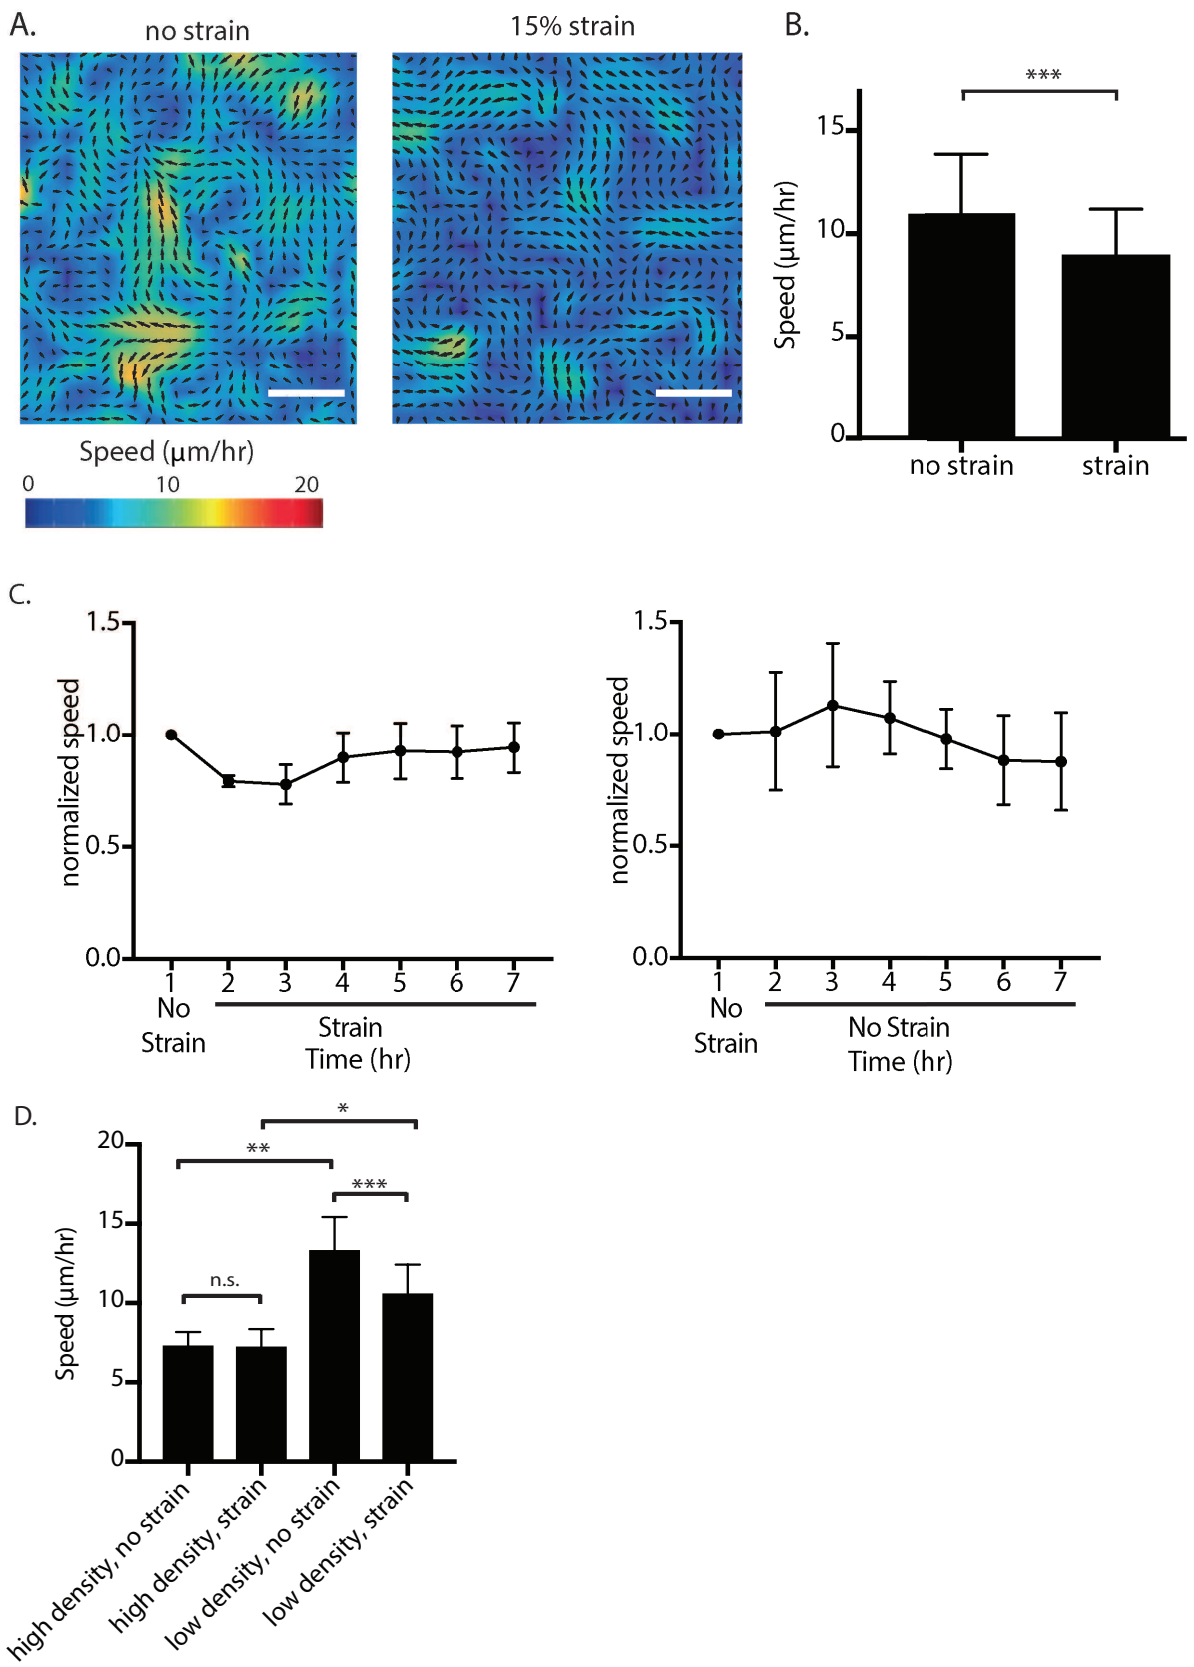 A.
no strain
15% strain
Speed (µm/hr)
0 10 20
B.
***
Speed (µm/hr)
15
10
5
0
no strain strain
C.
normalized speed
1.5
1.0
0.5
0.0
1 2 3 4 5 6 7
No
Strain
Strain
Time (hr)
normalized speed
1.5
1.0
0.5
0.0
1 2 3 4 5 6 7
No
Strain
No Strain
Time (hr)
D.
*
**
***
n.s.
Speed (µm/hr)
20
15
10
5
0
high density, no strain
high density, strain
low density, no strain
low density, strain